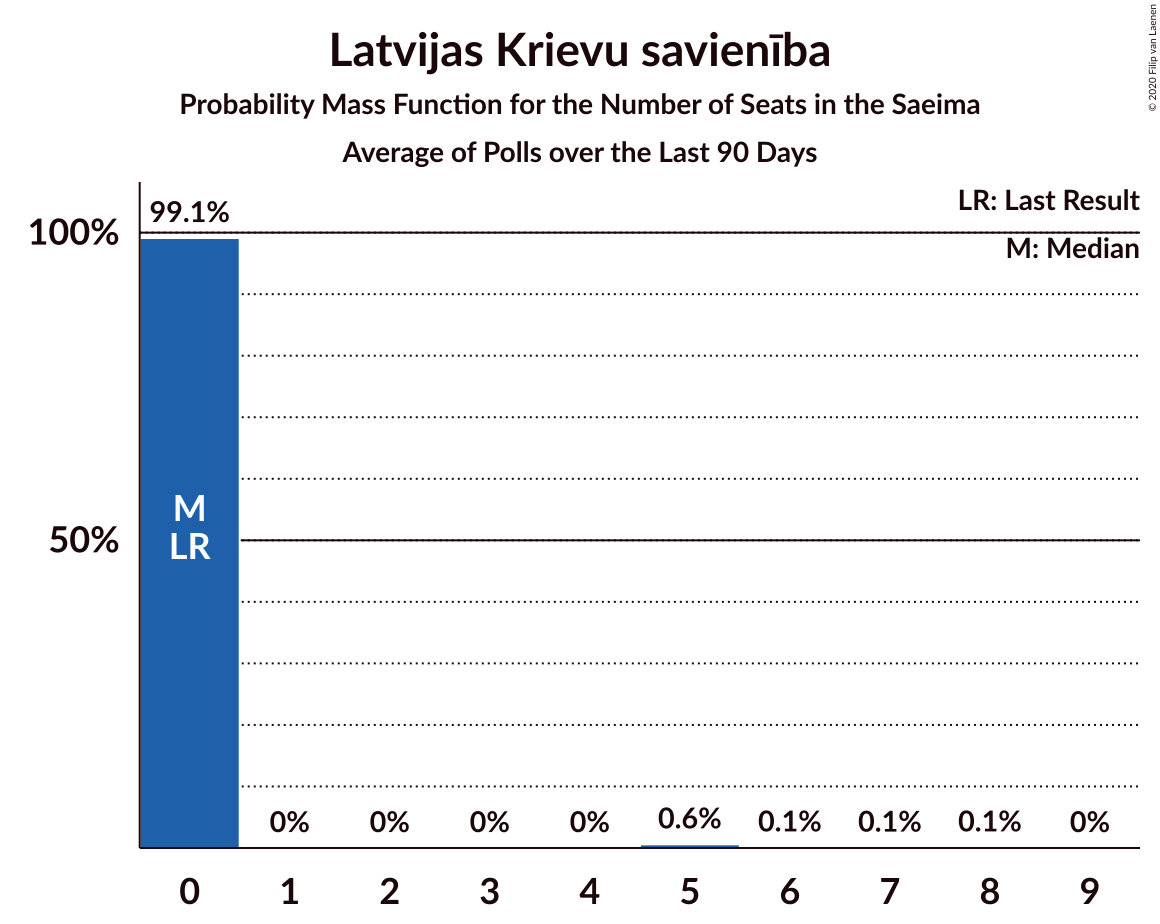 Latvijas Krievu savienība
Probability Mass Function for the Number of Seats in the Saeima
Average of Polls over the Last 90 Days
© 2020 Filip van Laenen
LR: Last Result
M: Median
99.1%
100%
50%
M
LR
0% 0% 0% 0% 0.6% 0.1% 0.1% 0.1% 0%
0 1 2 3 4 5 6 7 8 9